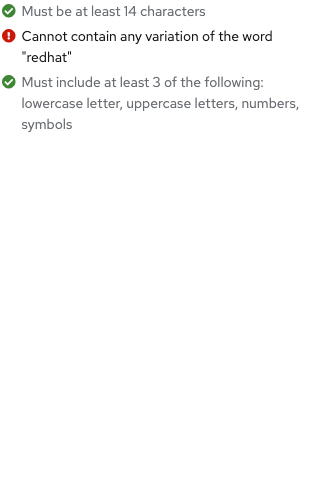 Must be at least 14 characters
Cannot contain any variation of the word
"redhat"
Must include at least 3 of the following:
lowercase letter, uppercase letters, numbers,
symbols